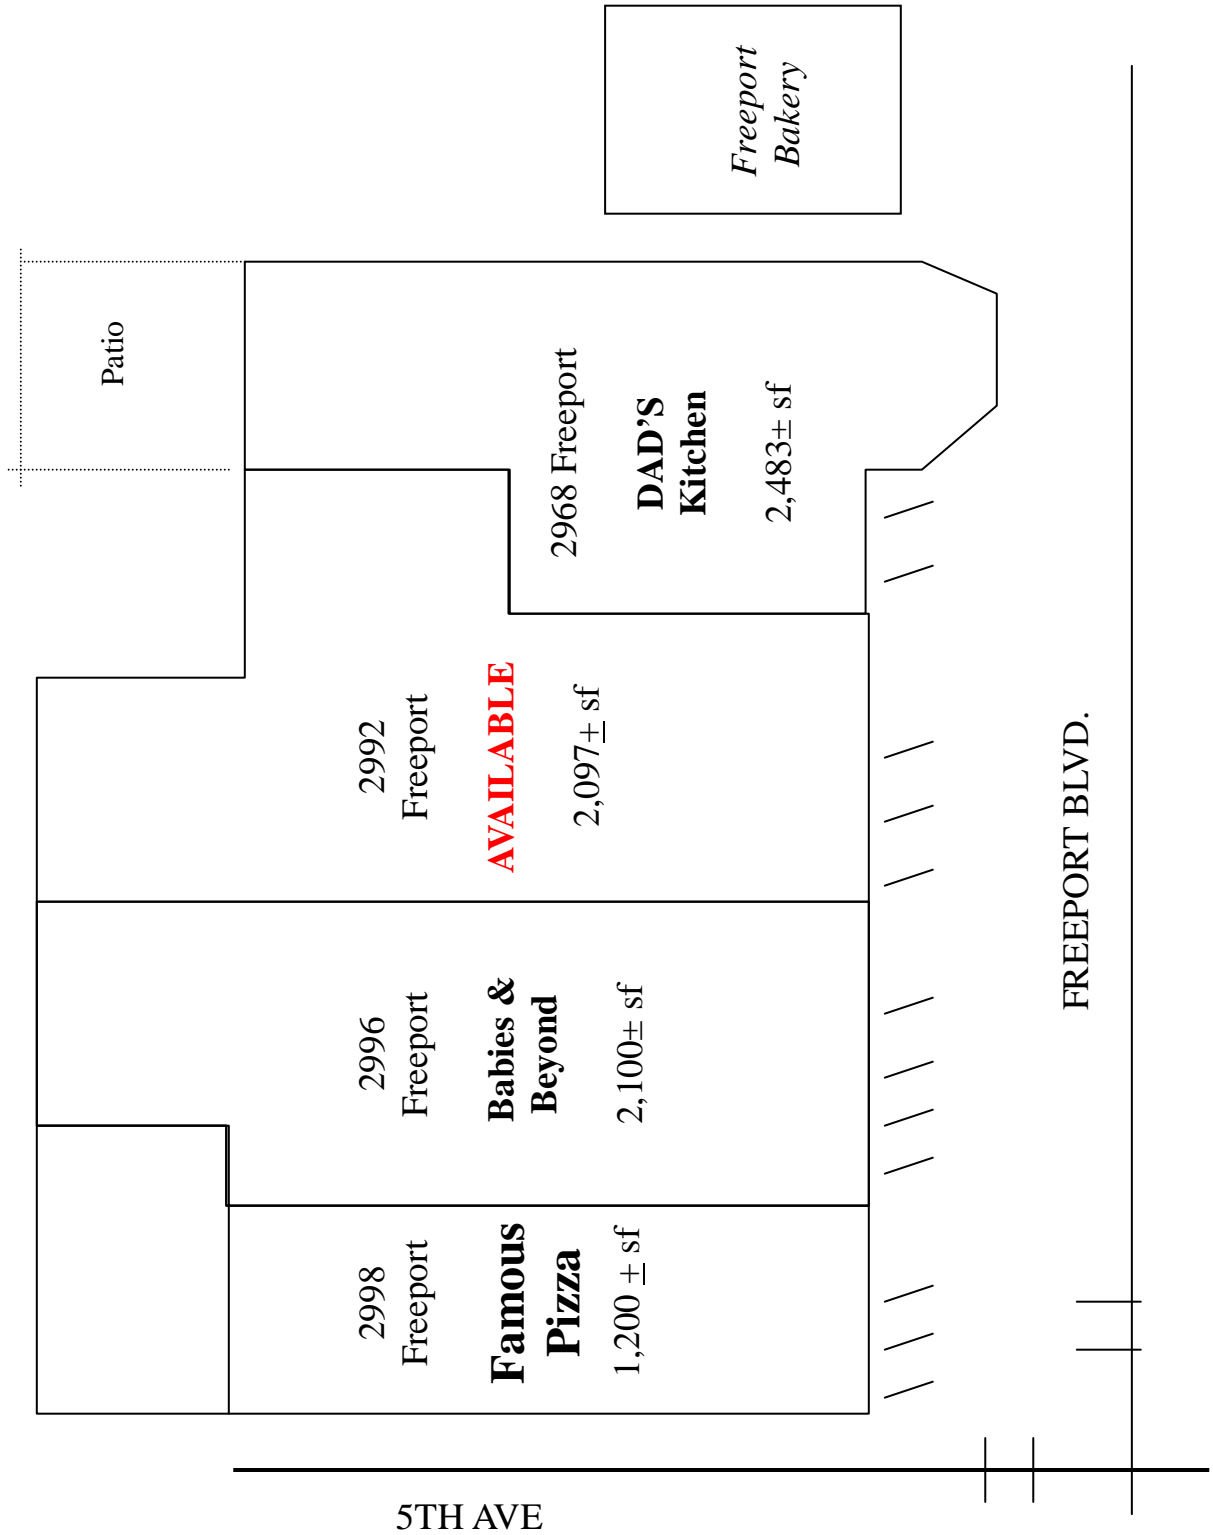 Freeport
Bakery
Patio
2968 Freeport
DAD'S
Kitchen
2,483± sf
2992
Freeport
AVAILABLE
2,097± sf
2996
Freeport
Babies &
Beyond
2,100± sf
2998
Freeport
Famous
Pizza
1,200 ± sf
FREEPORT BLVD.
5TH AVE